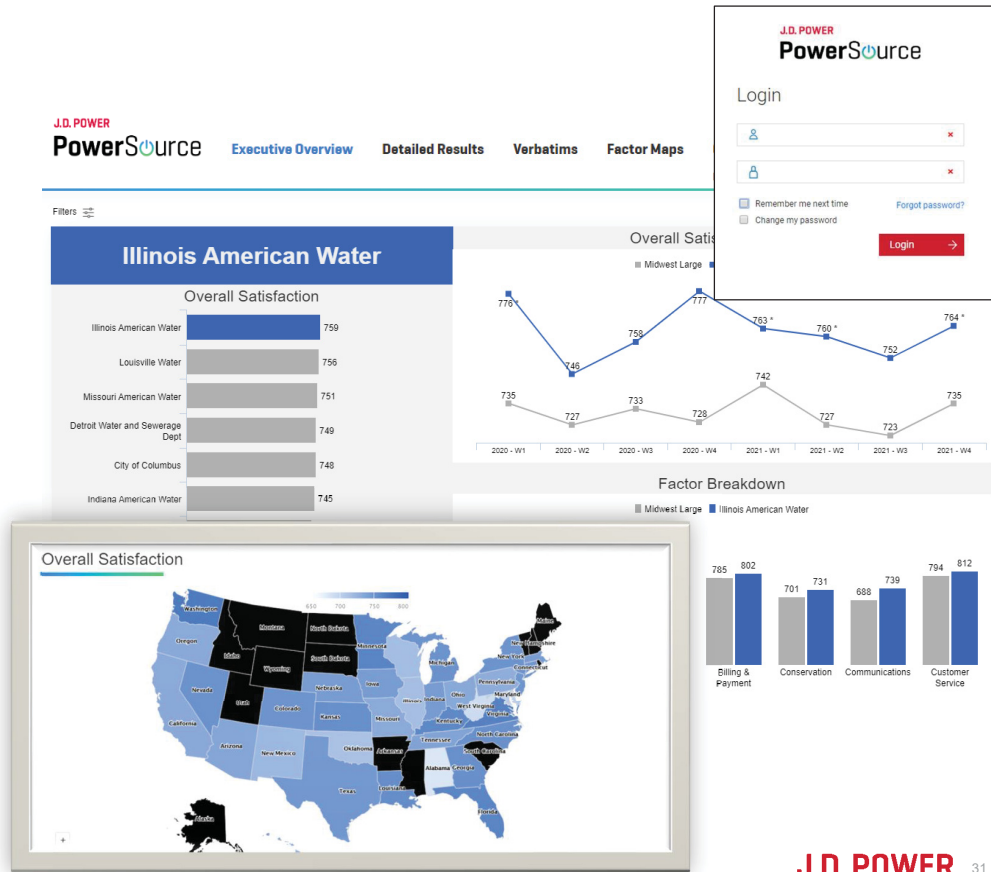 J.D. POWER
PowerSource
Login
Remember me next time
Forgot password?
Change my password
Login
J.D. POWER
PowerSource
Executive Overview
Detailed Results
Verbatims
Factor Maps
Filters
Illinois American Water
Overall Satisfaction
Illinois American Water
759
Louisville Water
756
Missouri American Water
751
Detroit Water and Sewerage
Dept
749
City of Columbus
748
Indiana American Water
745
Overall
Midwest Large
776 *
746
758
777
763 *
760 *
752
764 *
735
727
733
728
742
727
723
735
2020 - W1
2020 - W2
2020 - W3
2020 - W4
2021 - W1
2021 - W2
2021 - W3
2021 - W4
Factor Breakdown
Midwest Large
Illinois American Water
785
802
701
731
688
739
794
812
Billing &
Payment
Conservation
Communications
Customer
Service
Overall Satisfaction
650
700
750
800
Washington
Oregon
California
Nevada
Idaho
Montana
Wyoming
Utah
Arizona
Colorado
New Mexico
North Dakota
South Dakota
Nebraska
Kansas
Oklahoma
Texas
Minnesota
Iowa
Missouri
Arkansas
Louisiana
Illinois
Indiana
Michigan
Ohio
Kentucky
Tennessee
Alabama
Georgia
Florida
South Carolina
North Carolina
Virginia
West Virginia
Maryland
Pennsylvania
New York
Connecticut
New Hampshire
Maine
Alaska
+
J.D. POWER
31